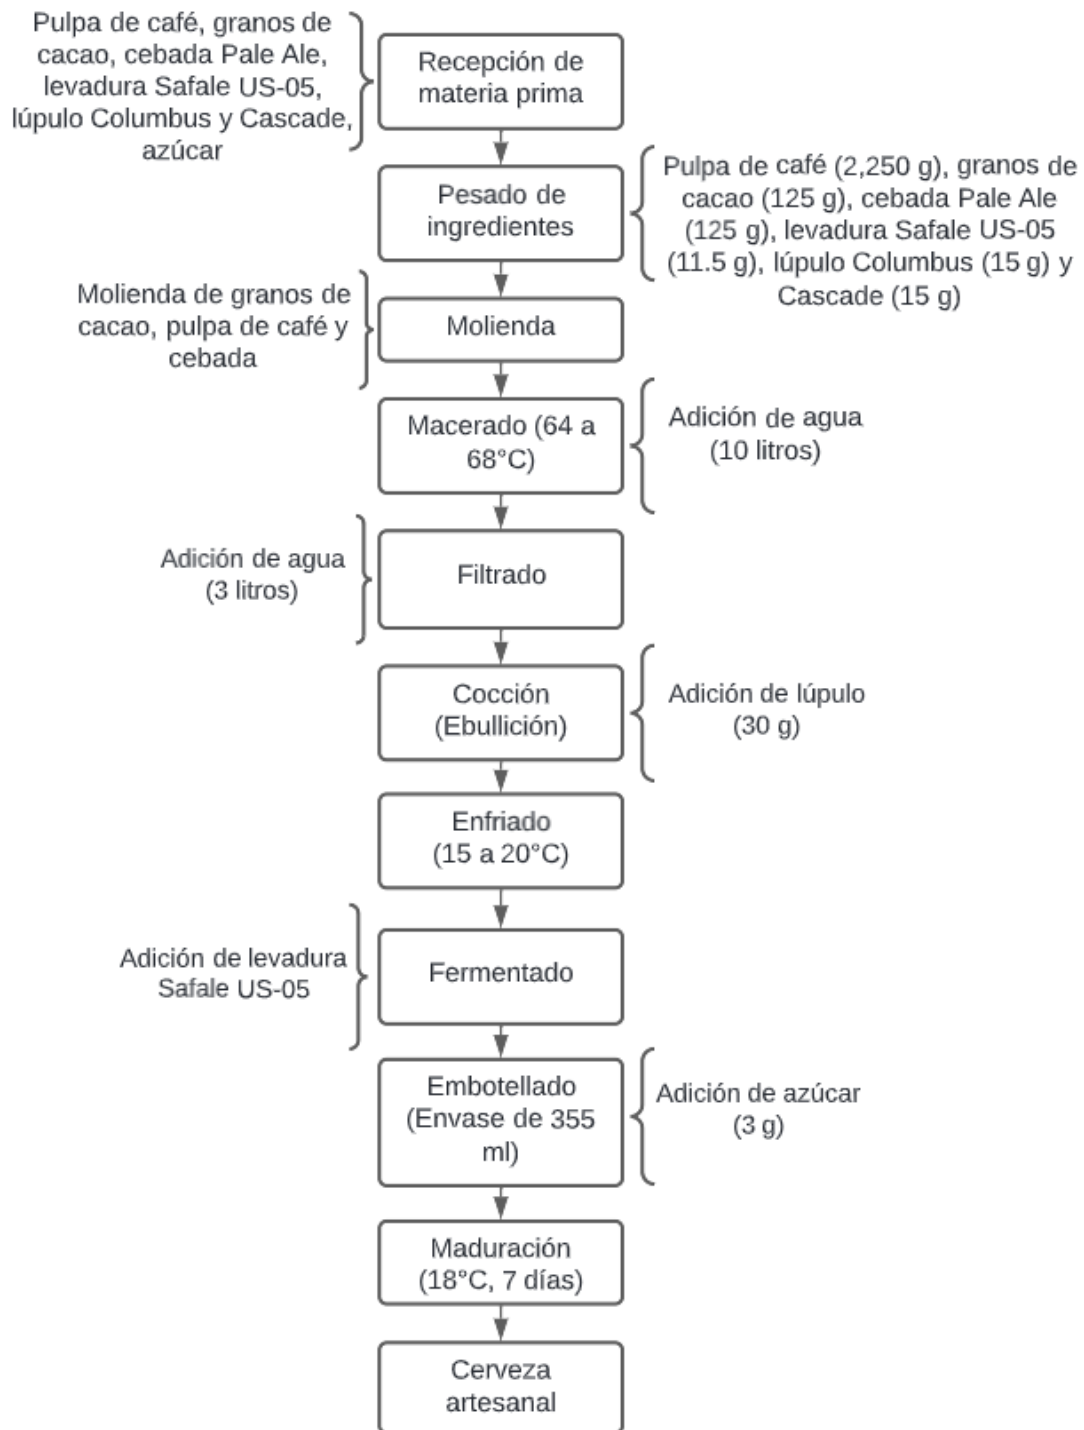 Pulpa de café, granos de
cacao, cebada Pale Ale,
levadura Safale US-05,
lúpulo Columbus y Cascade,
azúcar
Recepción de
materia prima
Pesado de
ingredientes
Pulpa de café (2,250 g), granos de
cacao (125 g), cebada Pale Ale
(125 g), levadura Safale US-05
(11.5 g), lúpulo Columbus (15 g) y
Cascade (15 g)
Molienda de granos de
cacao, pulpa de café y
cebada
Molienda
Macerado (64 a
68°C)
Adición de agua
(10 litros)
Adición de agua
(3 litros)
Filtrado
Cocción
(Ebullición)
Adición de lúpulo
(30 g)
Enfriado
(15 a 20°C)
Adición de levadura
Safale US-05
Fermentado
Embotellado
(Envase de 355
ml)
Adición de azúcar
(3 g)
Maduración
(18°C, 7 días)
Cerveza
artesanal